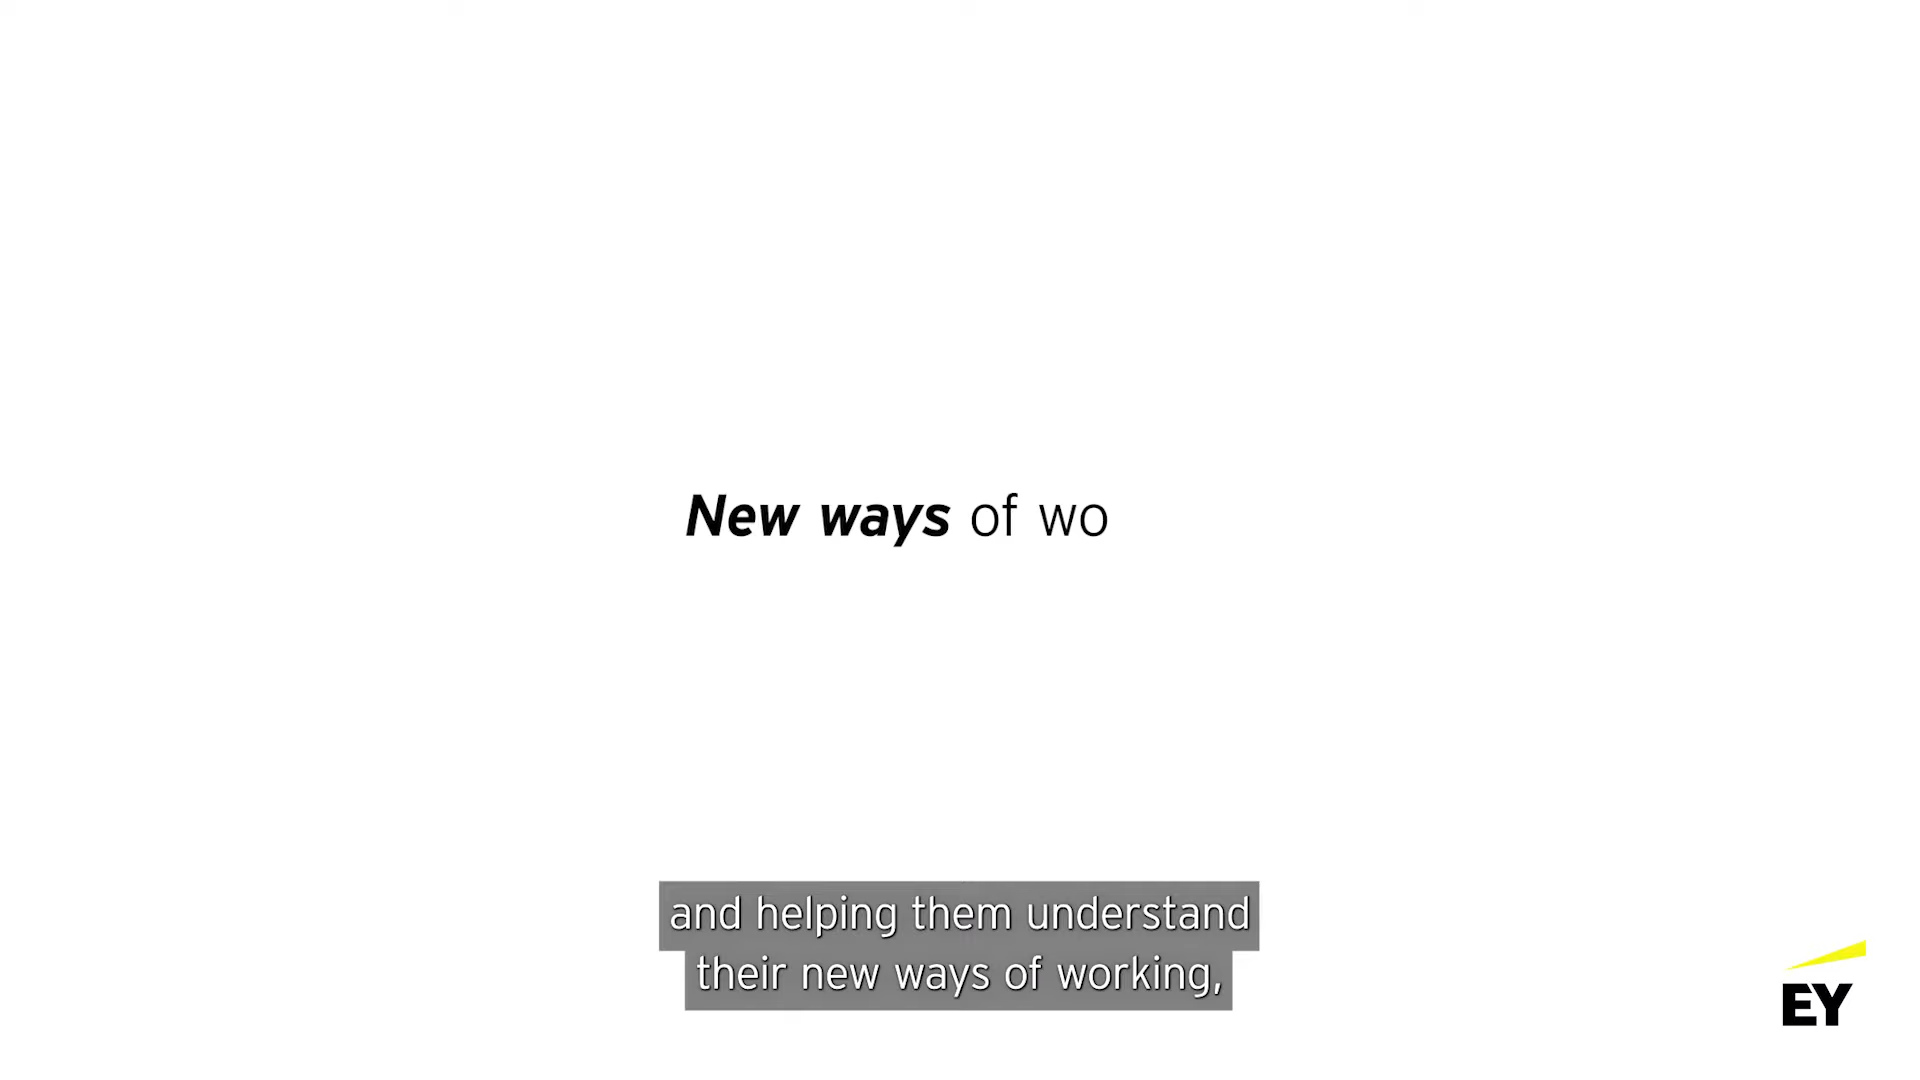 New ways of wo
and helping them understand
their new ways of working,
EY